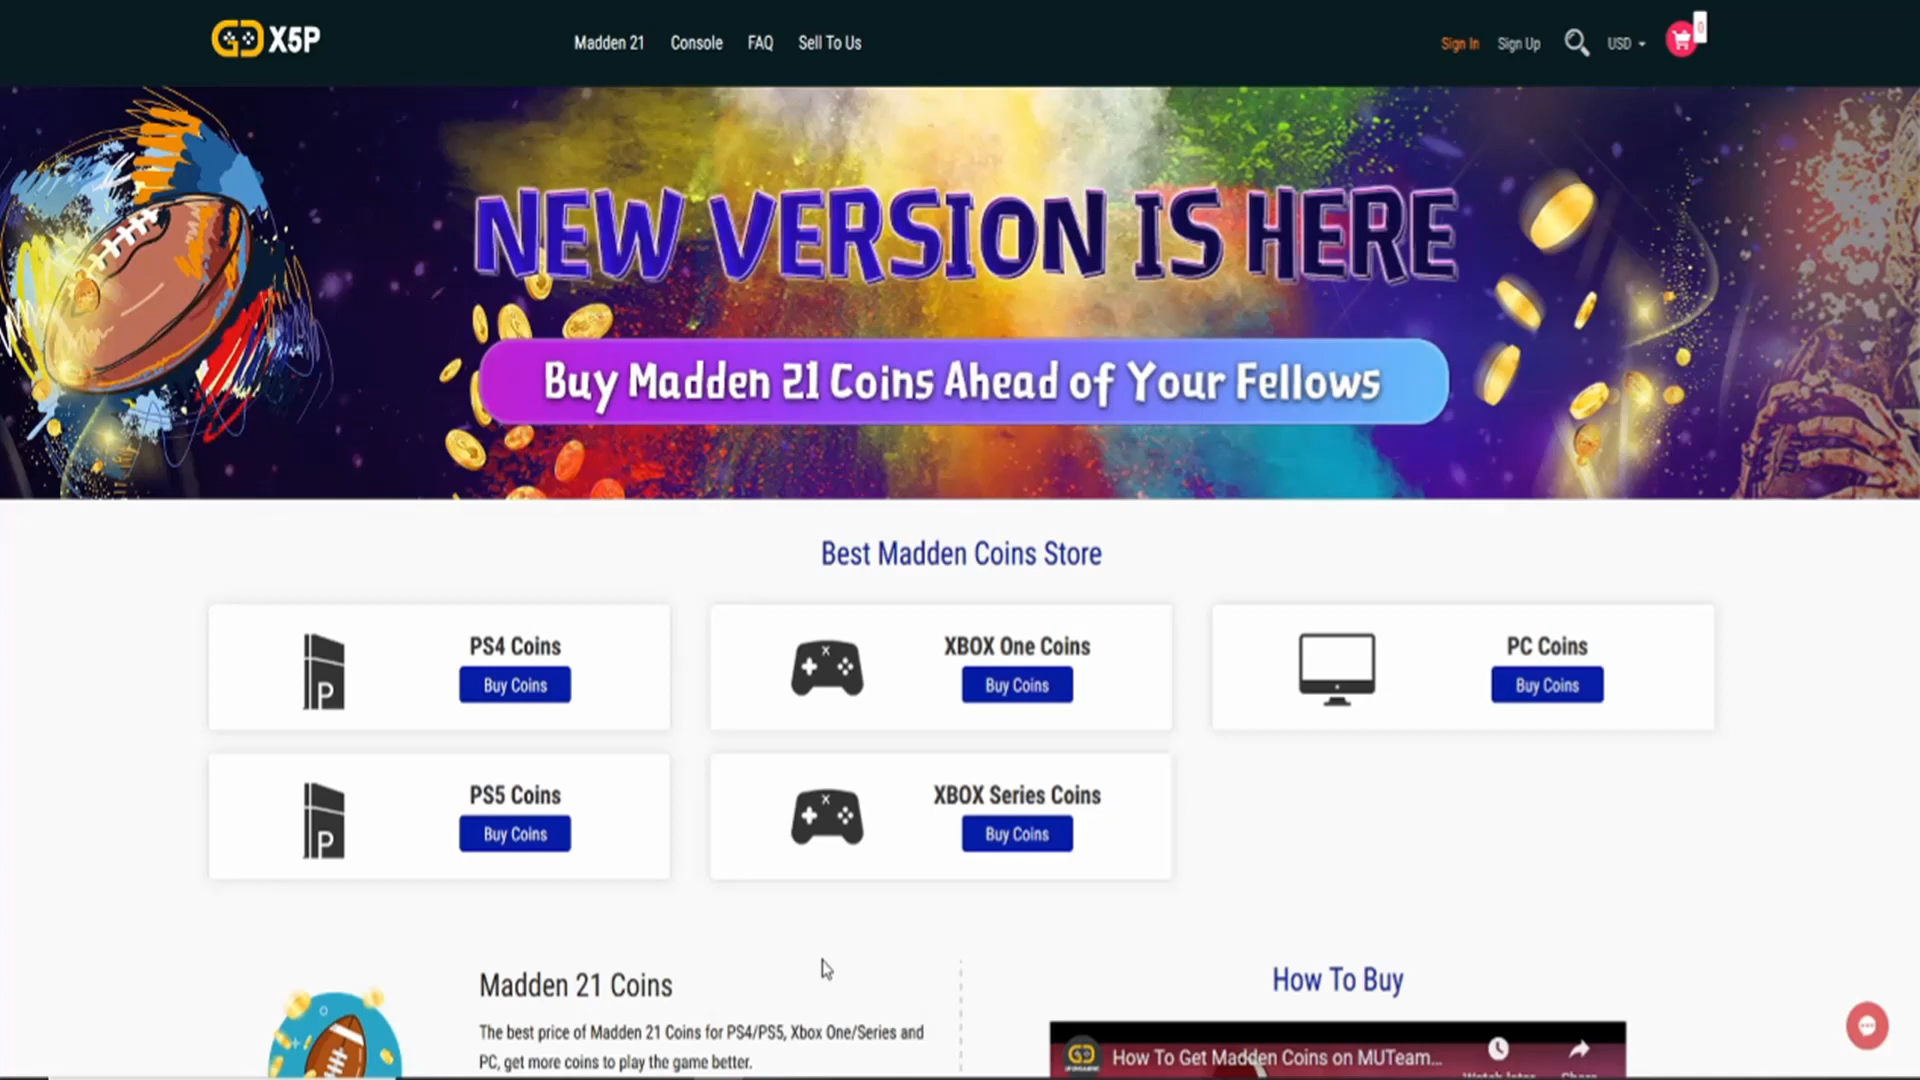 X5P
Madden 21 Console FAQ Sell To Us
Sign In Sign Up USD 0
NEW VERSION IS HERE
Buy Madden 21 Coins Ahead of Your Fellows
Best Madden Coins Store
PS4 Coins
Buy Coins
XBOX One Coins
Buy Coins
PC Coins
Buy Coins
PS5 Coins
Buy Coins
XBOX Series Coins
Buy Coins
Madden 21 Coins
The best price of Madden 21 Coins for PS4/PS5, Xbox One/Series and
PC, get more coins to play the game better.
How To Buy
How To Get Madden Coins on MUTeam...